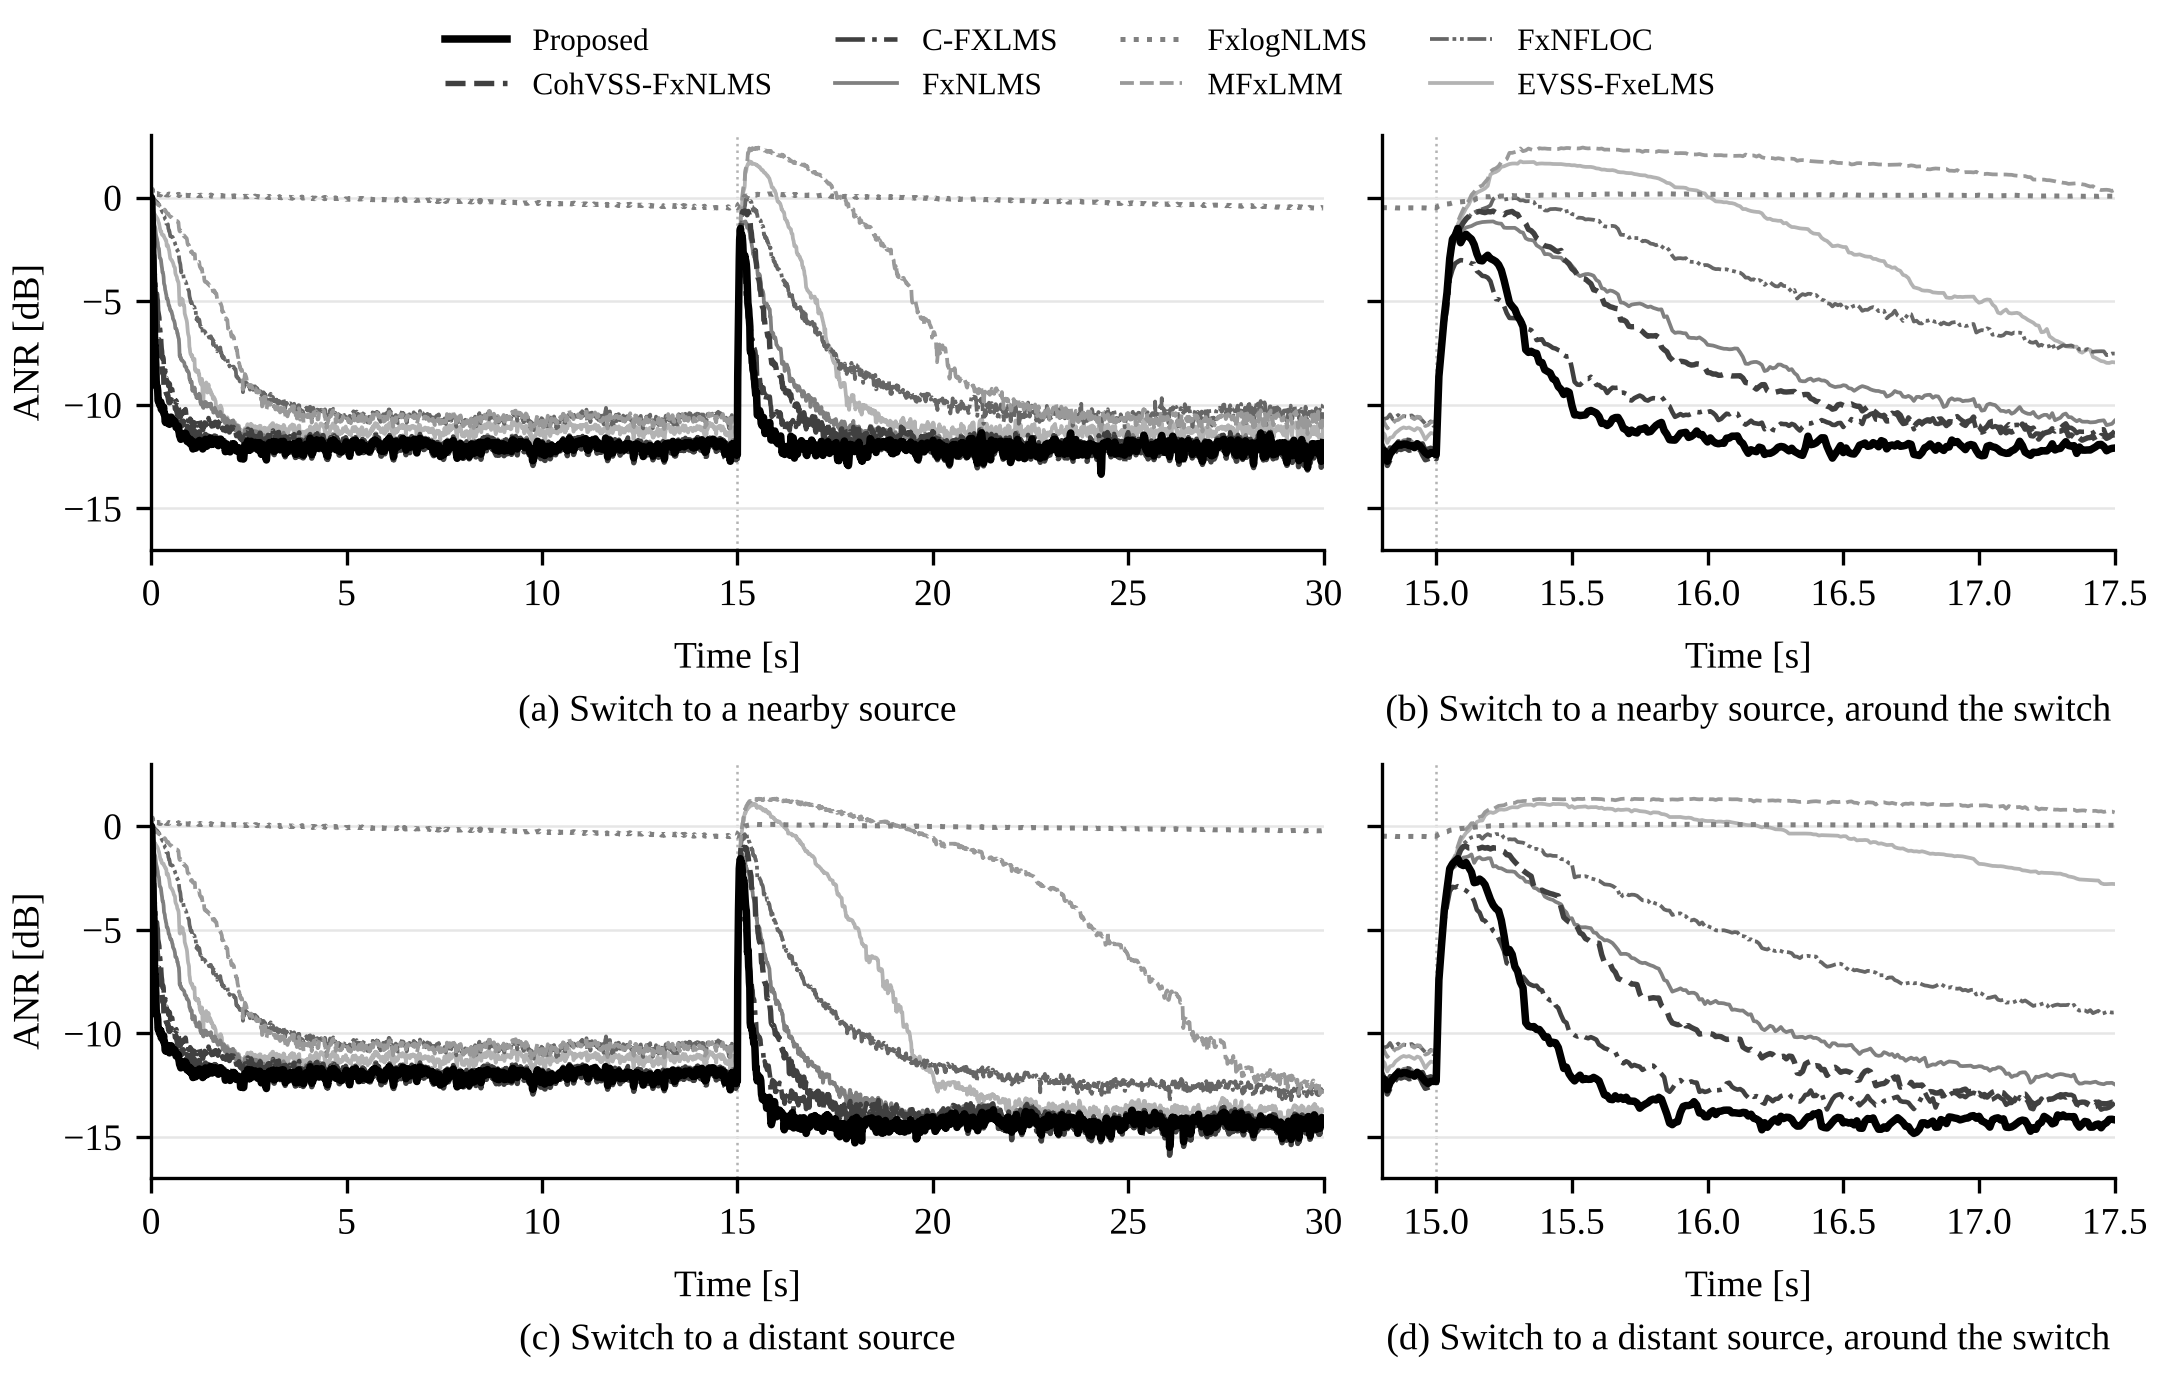 Proposed C-FXLMS FxlogNLMS FxNFLOC
CohVSS-FxNLMS FxNLMS MFxLMM EVSS-FxeLMS
ANR [dB]
0
−5
−10
−15
0 5 10 15 20 25 30
15.0 15.5 16.0 16.5 17.0 17.5
Time [s] Time [s]
(a) Switch to a nearby source
(b) Switch to a nearby source, around the switch
ANR [dB]
0
−5
−10
−15
0 5 10 15 20 25 30
15.0 15.5 16.0 16.5 17.0 17.5
Time [s] Time [s]
(c) Switch to a distant source
(d) Switch to a distant source, around the switch